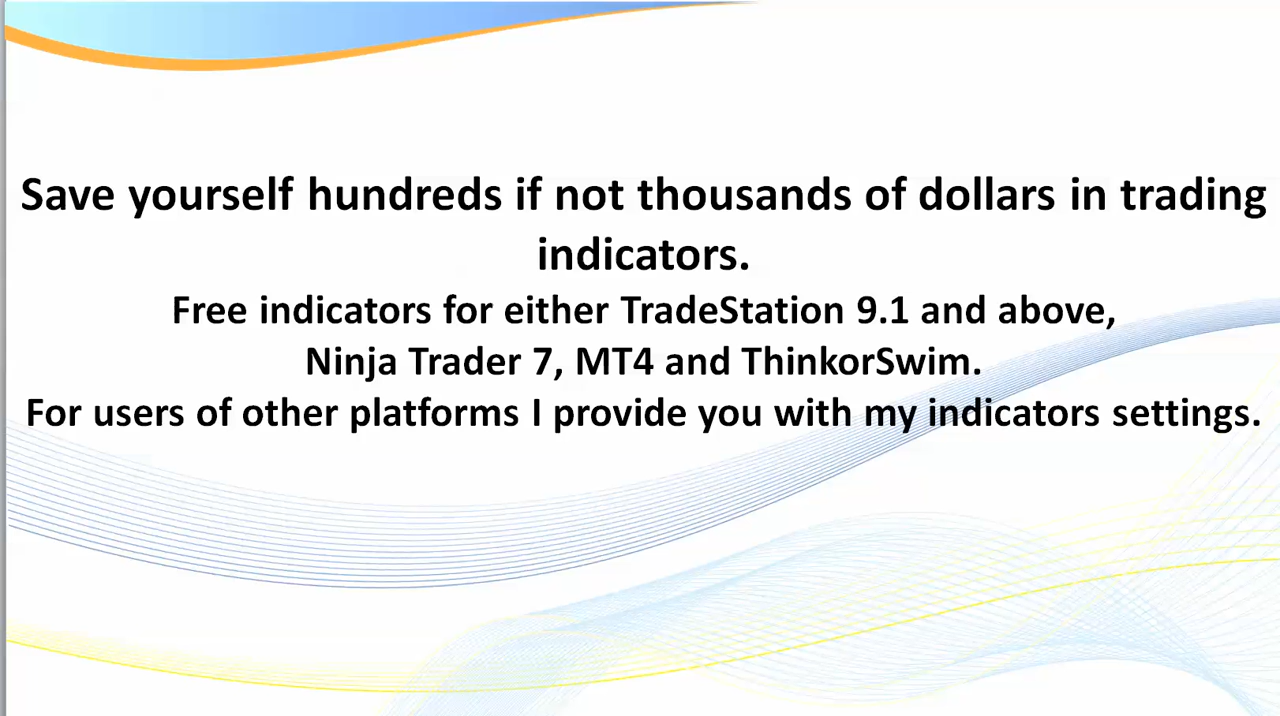 Save yourself hundreds if not thousands of dollars in trading
indicators.
Free indicators for either TradeStation 9.1 and above,
Ninja Trader 7, MT4 and ThinkorSwim.
For users of other platforms I provide you with my indicators settings.